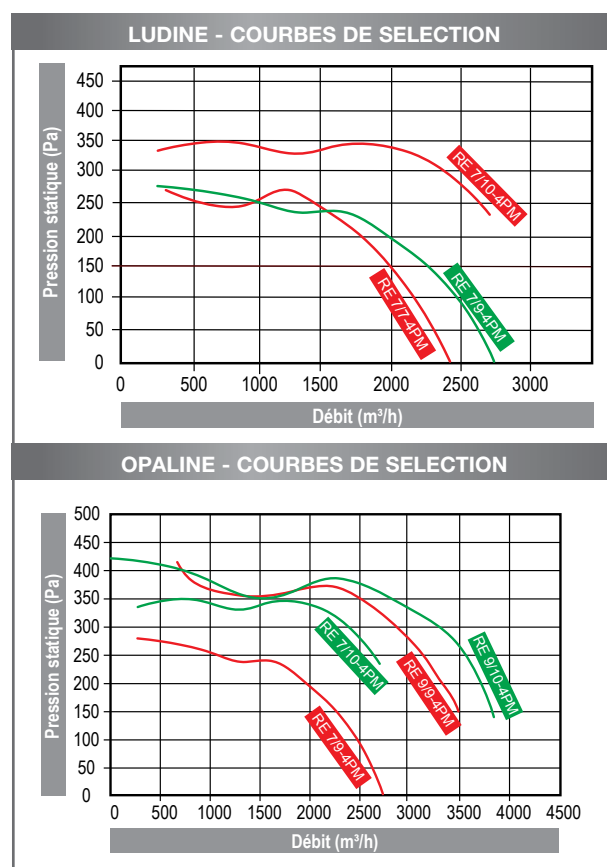 LUDINE - COURBES DE SELECTION
Pression statique (Pa)
450
400
350
300
250
200
150
100
50
0
RE 7/10-4PM
RE 7/7-4PM
RE 7/9-4PM
0 500 1000 1500 2000 2500 3000
Débit (m³/h)
OPALINE - COURBES DE SELECTION
Pression statique (Pa)
500
450
400
350
300
250
200
150
100
50
0
RE 7/10-4PM
RE 9/9-4PM
RE 9/10-4PM
RE 7/9-4PM
0 500 1000 1500 2000 2500 3000 3500 4000 4500
Débit (m³/h)